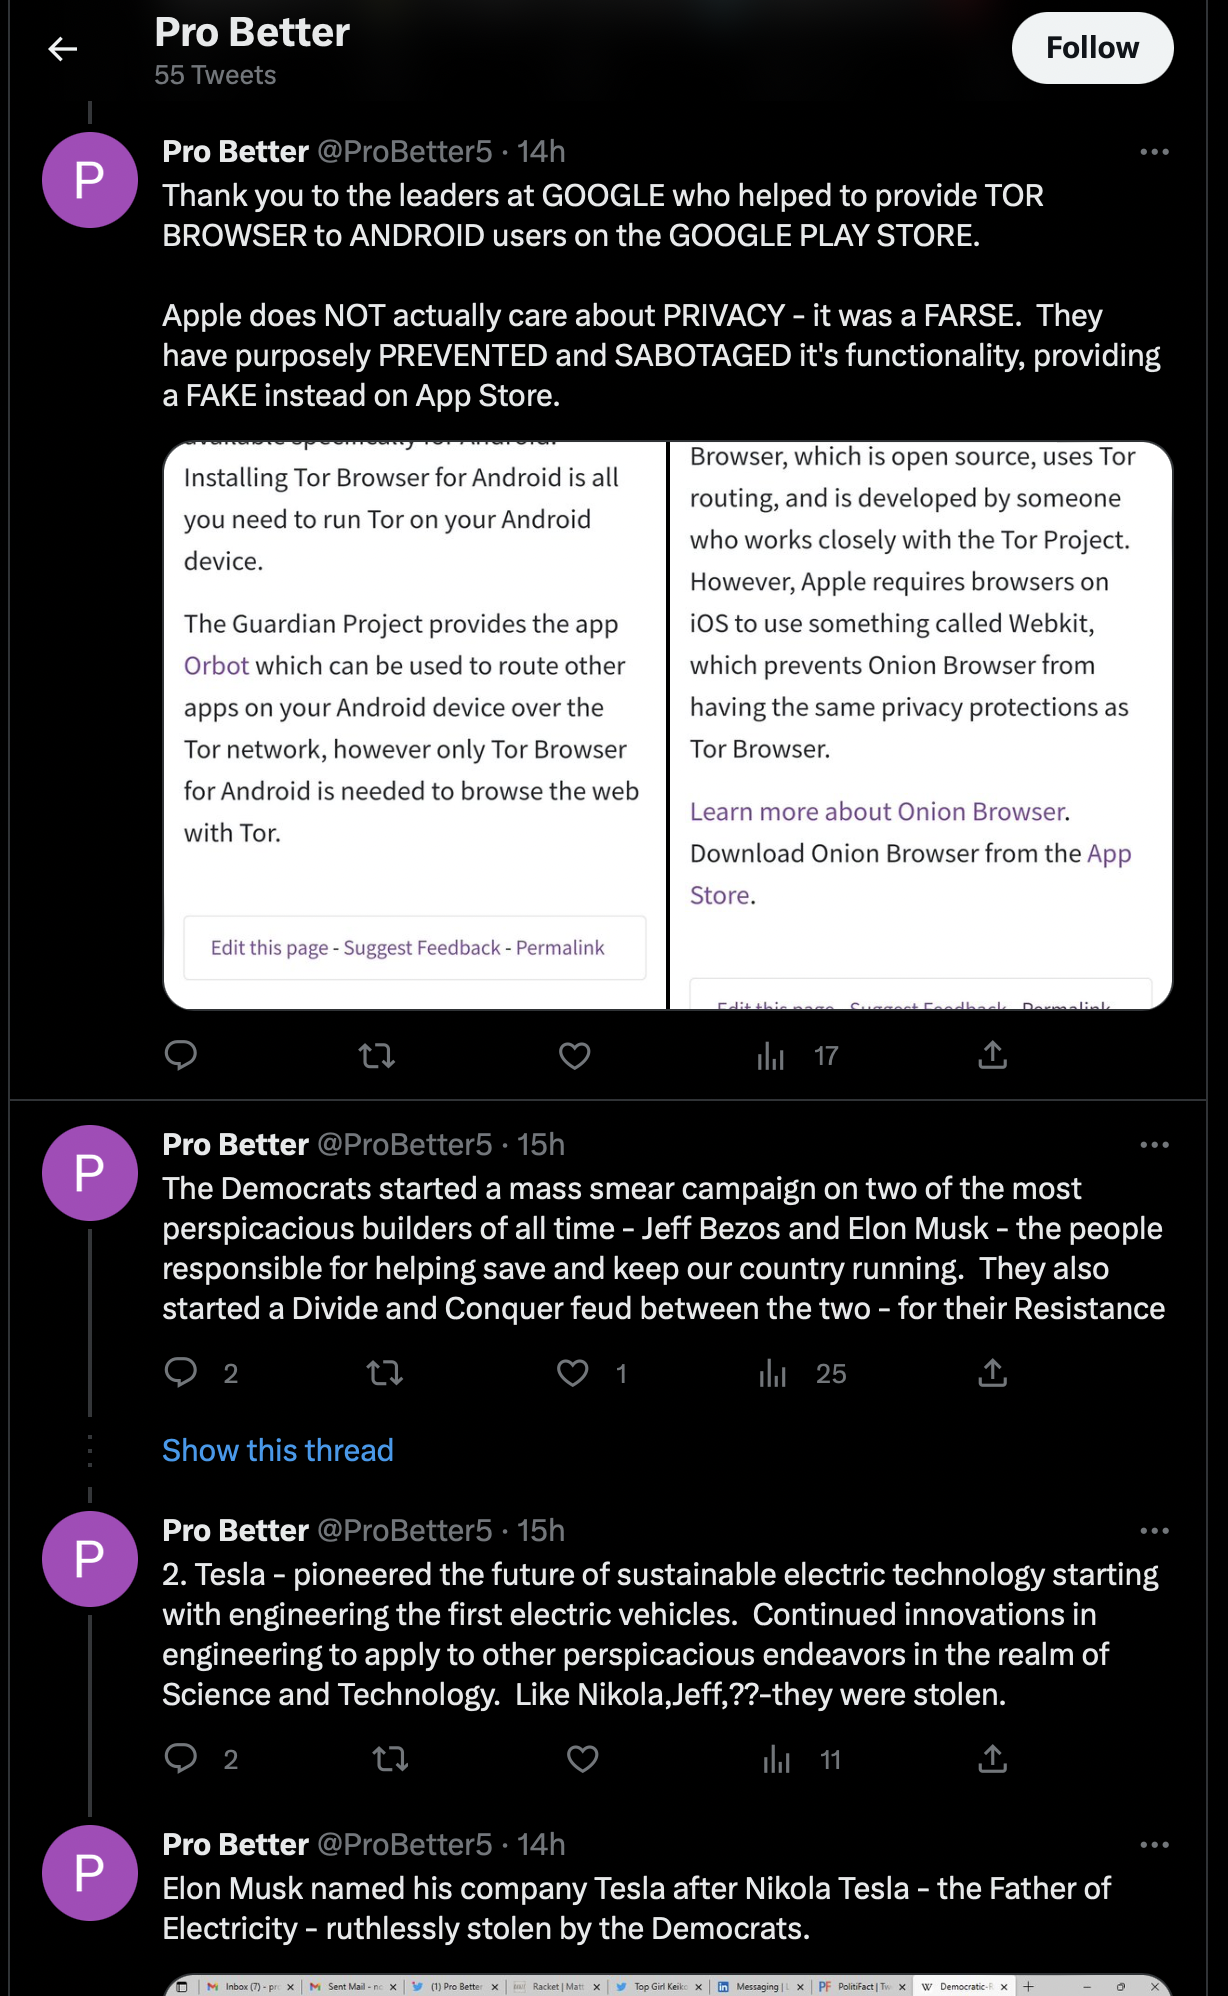 Pro Better
55 Tweets
Follow
P
Pro Better @ProBetter5 · 14h
Thank you to the leaders at GOOGLE who helped to provide TOR
BROWSER to ANDROID users on the GOOGLE PLAY STORE.
Apple does NOT actually care about PRIVACY - it was a FARSE.  They
have purposely PREVENTED and SABOTAGED it's functionality, providing
a FAKE instead on App Store.
available specifically for Android.
Installing Tor Browser for Android is all
you need to run Tor on your Android
device.
The Guardian Project provides the app
Orbot which can be used to route other
apps on your Android device over the
Tor network, however only Tor Browser
for Android is needed to browse the web
with Tor.
Edit this page - Suggest Feedback - Permalink
Browser, which is open source, uses Tor
routing, and is developed by someone
who works closely with the Tor Project.
However, Apple requires browsers on
iOS to use something called Webkit,
which prevents Onion Browser from
having the same privacy protections as
Tor Browser.
Learn more about Onion Browser.
Download Onion Browser from the App
Store.
Edit this page - Suggest Feedback - Permalink
17
P
Pro Better @ProBetter5 · 15h
The Democrats started a mass smear campaign on two of the most
perspicacious builders of all time - Jeff Bezos and Elon Musk - the people
responsible for helping save and keep our country running.  They also
started a Divide and Conquer feud between the two - for their Resistance
2 1 25
Show this thread
P
Pro Better @ProBetter5 · 15h
2. Tesla - pioneered the future of sustainable electric technology starting
with engineering the first electric vehicles.  Continued innovations in
engineering to apply to other perspicacious endeavors in the realm of
Science and Technology.  Like Nikola,Jeff,??-they were stolen.
2 11
P
Pro Better @ProBetter5 · 14h
Elon Musk named his company Tesla after Nikola Tesla - the Father of
Electricity - ruthlessly stolen by the Democrats.
Inbox (7) - pr Sent Mail - no (1) Pro Better Racket | Matt Top Girl Keiko Messaging | PF PolitiFact | Tw W Democratic-R